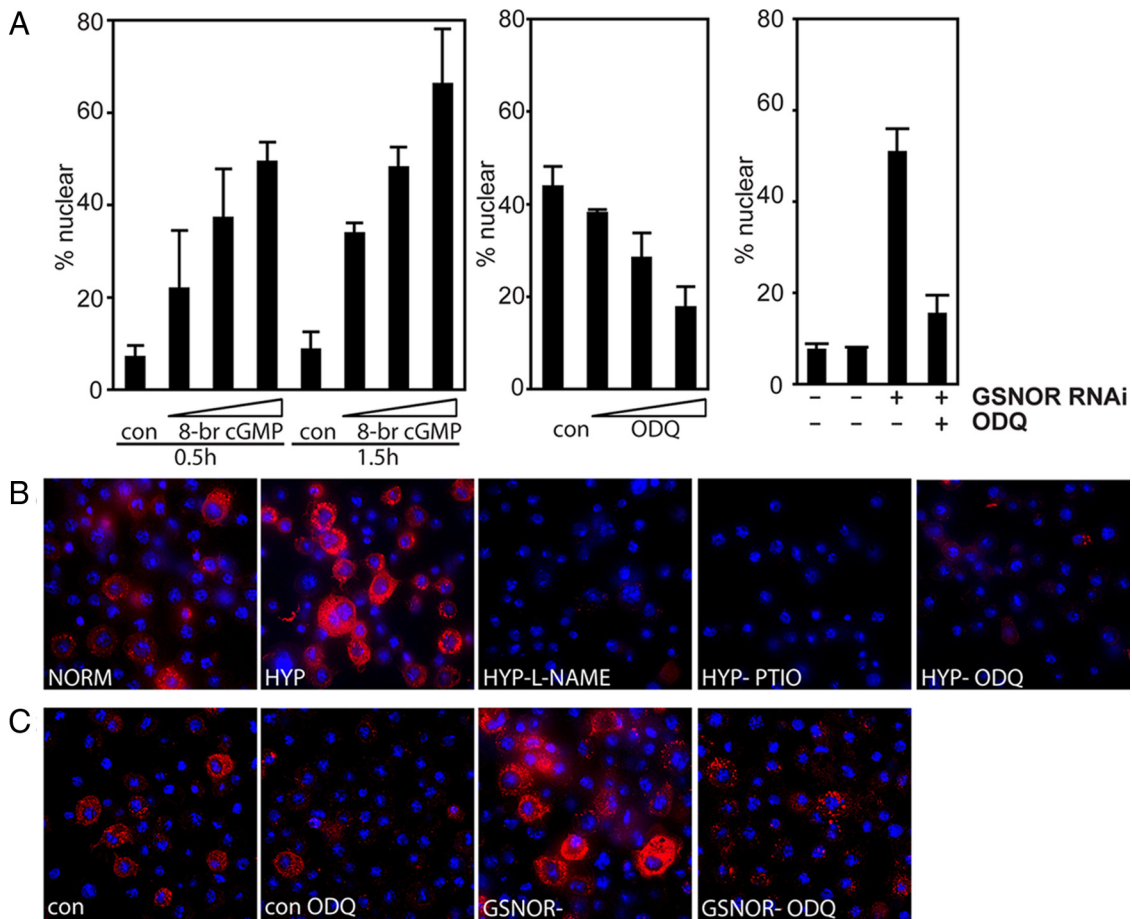 A
80
60
40
20
0
% nuclear
con 8-br cGMP con 8-br cGMP
0.5h 1.5h
80
60
40
20
0
% nuclear
con ODQ
80
60
40
20
0
% nuclear
– – + + GSNOR RNAi
– – – + ODQ
B
NORM
HYP
HYP-L-NAME
HYP- PTIO
HYP- ODQ
C
con
con ODQ
GSNOR-
GSNOR- ODQ